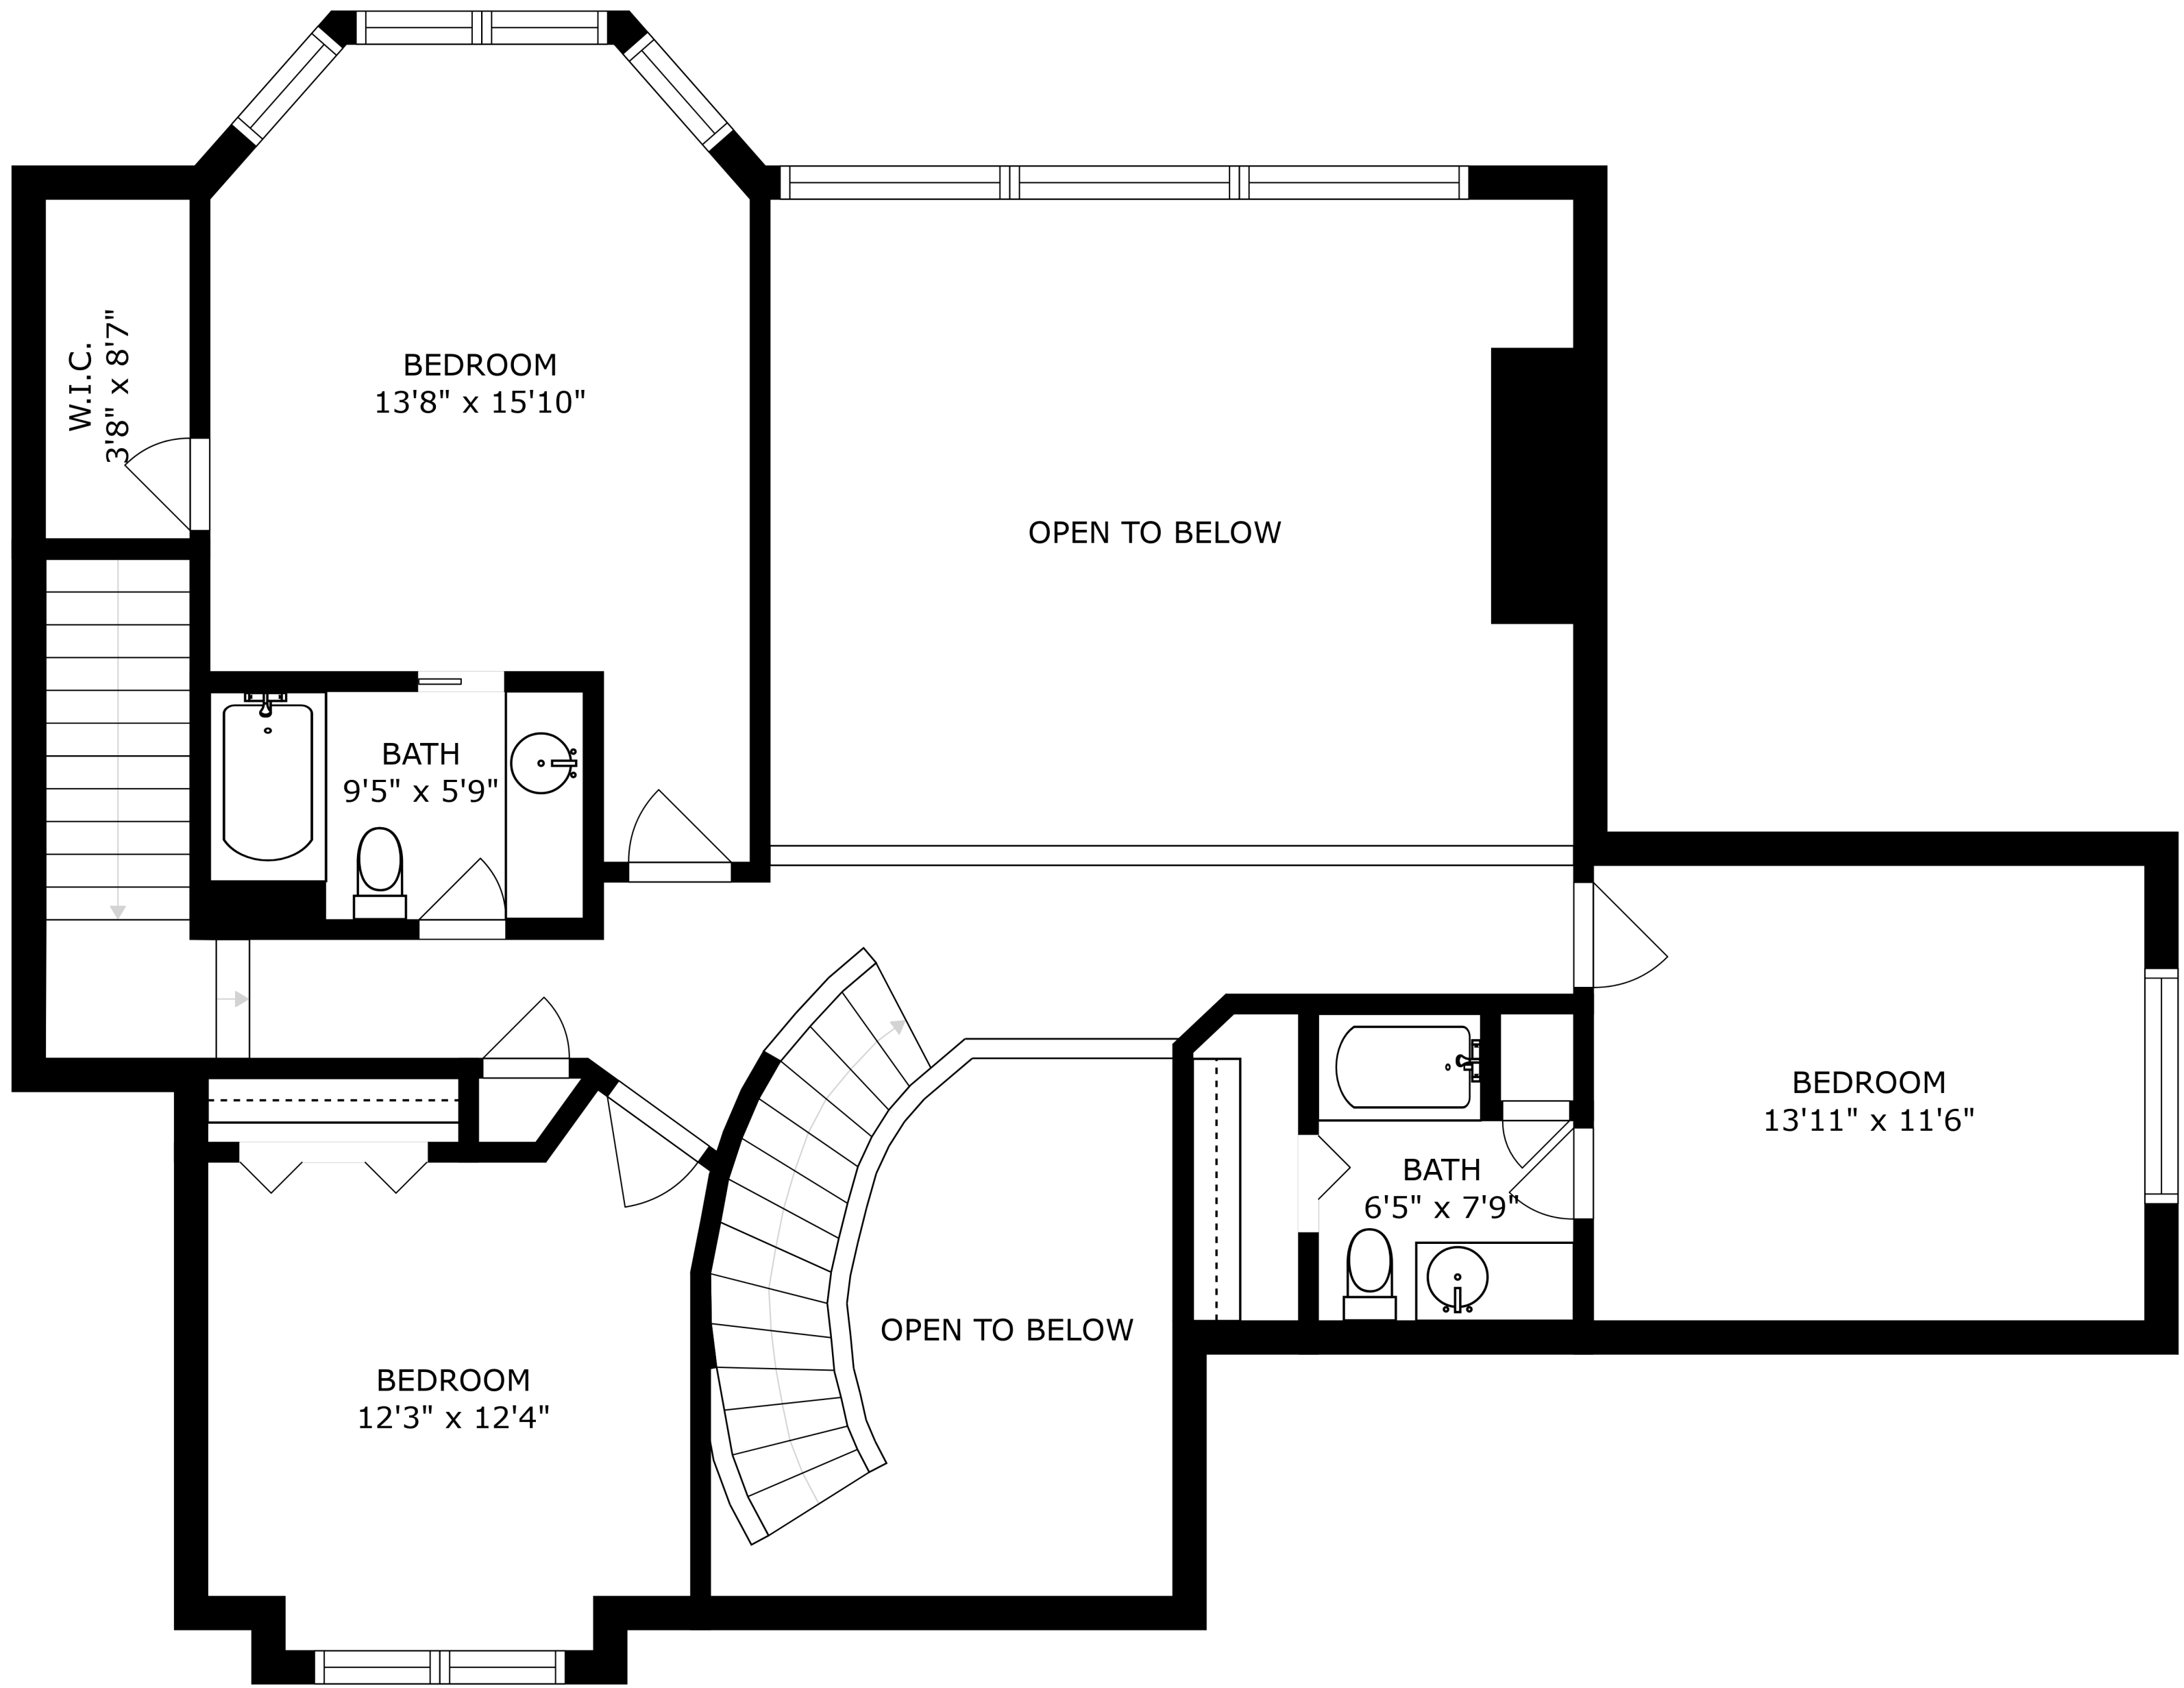 W.I.C.
3'8" x 8'7"
BEDROOM
13'8" x 15'10"
OPEN TO BELOW
BATH
9'5" x 5'9"
BEDROOM
13'11" x 11'6"
BATH
6'5" x 7'9"
OPEN TO BELOW
BEDROOM
12'3" x 12'4"